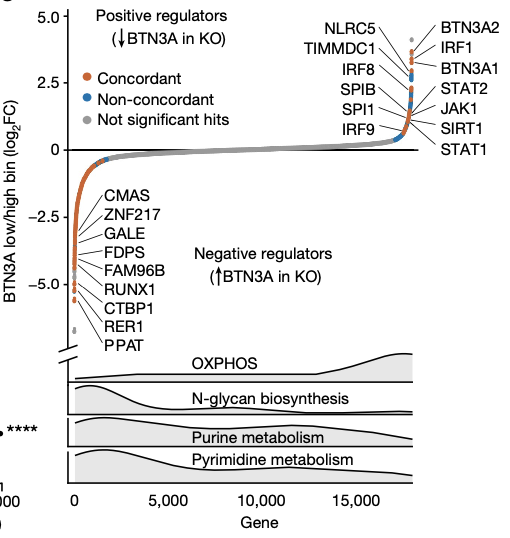 Positive regulators
(↓BTN3A in KO)
Concordant
Non-concordant
Not significant hits
NLRC5
TIMMDC1
IRF8
SPIB
SPI1
IRF9
BTN3A2
IRF1
BTN3A1
STAT2
JAK1
SIRT1
STAT1
BTN3A low/high bin (log2FC)
5.0
2.5
0
−2.5
−5.0
CMAS
ZNF217
GALE
FDPS
FAM96B
RUNX1
CTBP1
RER1
PPAT
Negative regulators
(↑BTN3A in KO)
OXPHOS
N-glycan biosynthesis
Purine metabolism
Pyrimidine metabolism
****
0
5,000
10,000
15,000
Gene
000
)